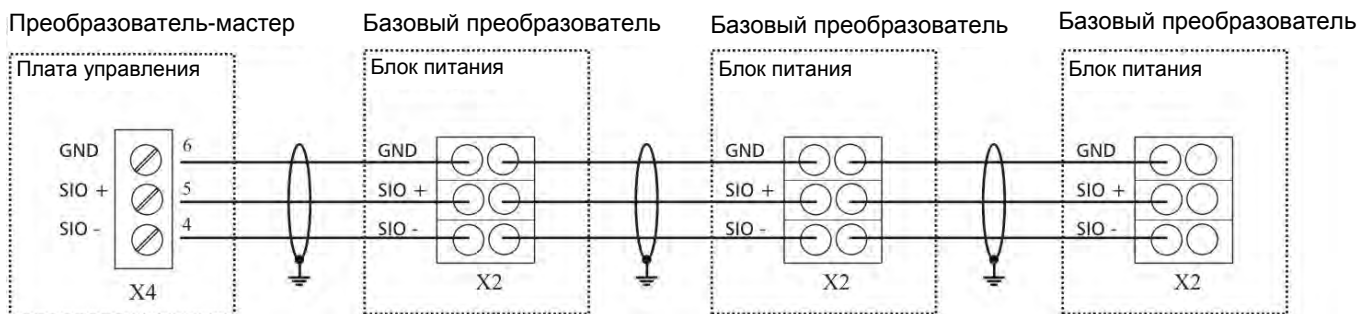 Преобразователь-мастер Базовый преобразователь Базовый преобразователь Базовый преобразователь
Плата управления Блок питания Блок питания Блок питания
GND 6 GND GND GND
SIO + 5 SIO + SIO + SIO +
SIO - 4 SIO - SIO - SIO -
X4 X2 X2 X2